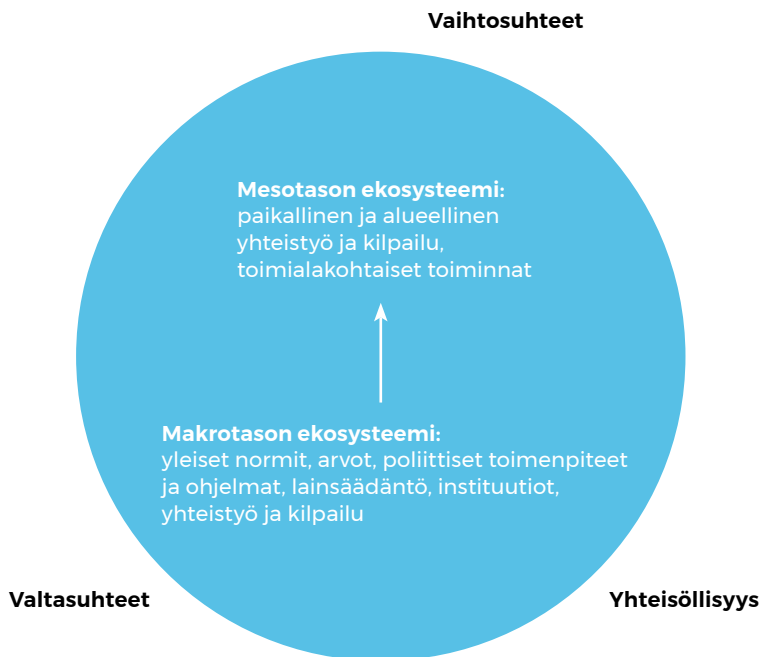 Vaihtosuhteet
Mesotason ekosysteemi:
paikallinen ja alueellinen
yhteistyö ja kilpailu,
toimialakohtaiset toiminnat
Makrotason ekosysteemi:
yleiset normit, arvot, poliittiset toimenpiteet
ja ohjelmat, lainsäädäntö, instituutiot,
yhteistyö ja kilpailu
Valtasuhteet
Yhteisöllisyys